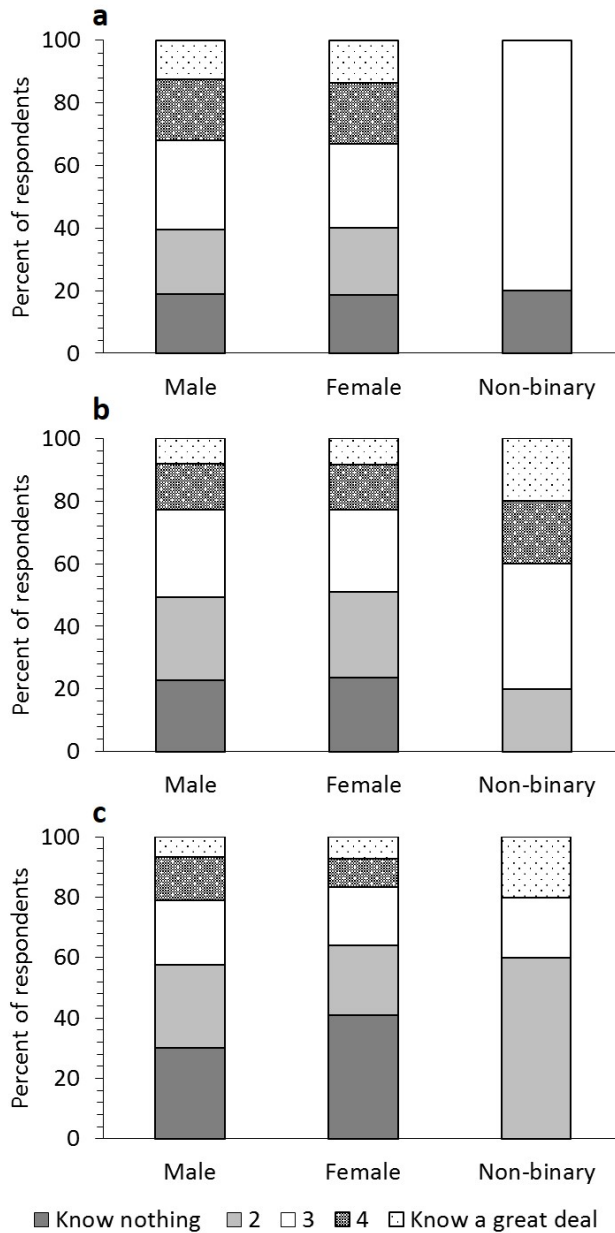 a
100
80
60
40
20
0
Percent of respondents
Male Female Non-binary
b
100
80
60
40
20
0
Percent of respondents
Male Female Non-binary
c
100
80
60
40
20
0
Percent of respondents
Male Female Non-binary
Know nothing 2 3 4 Know a great deal